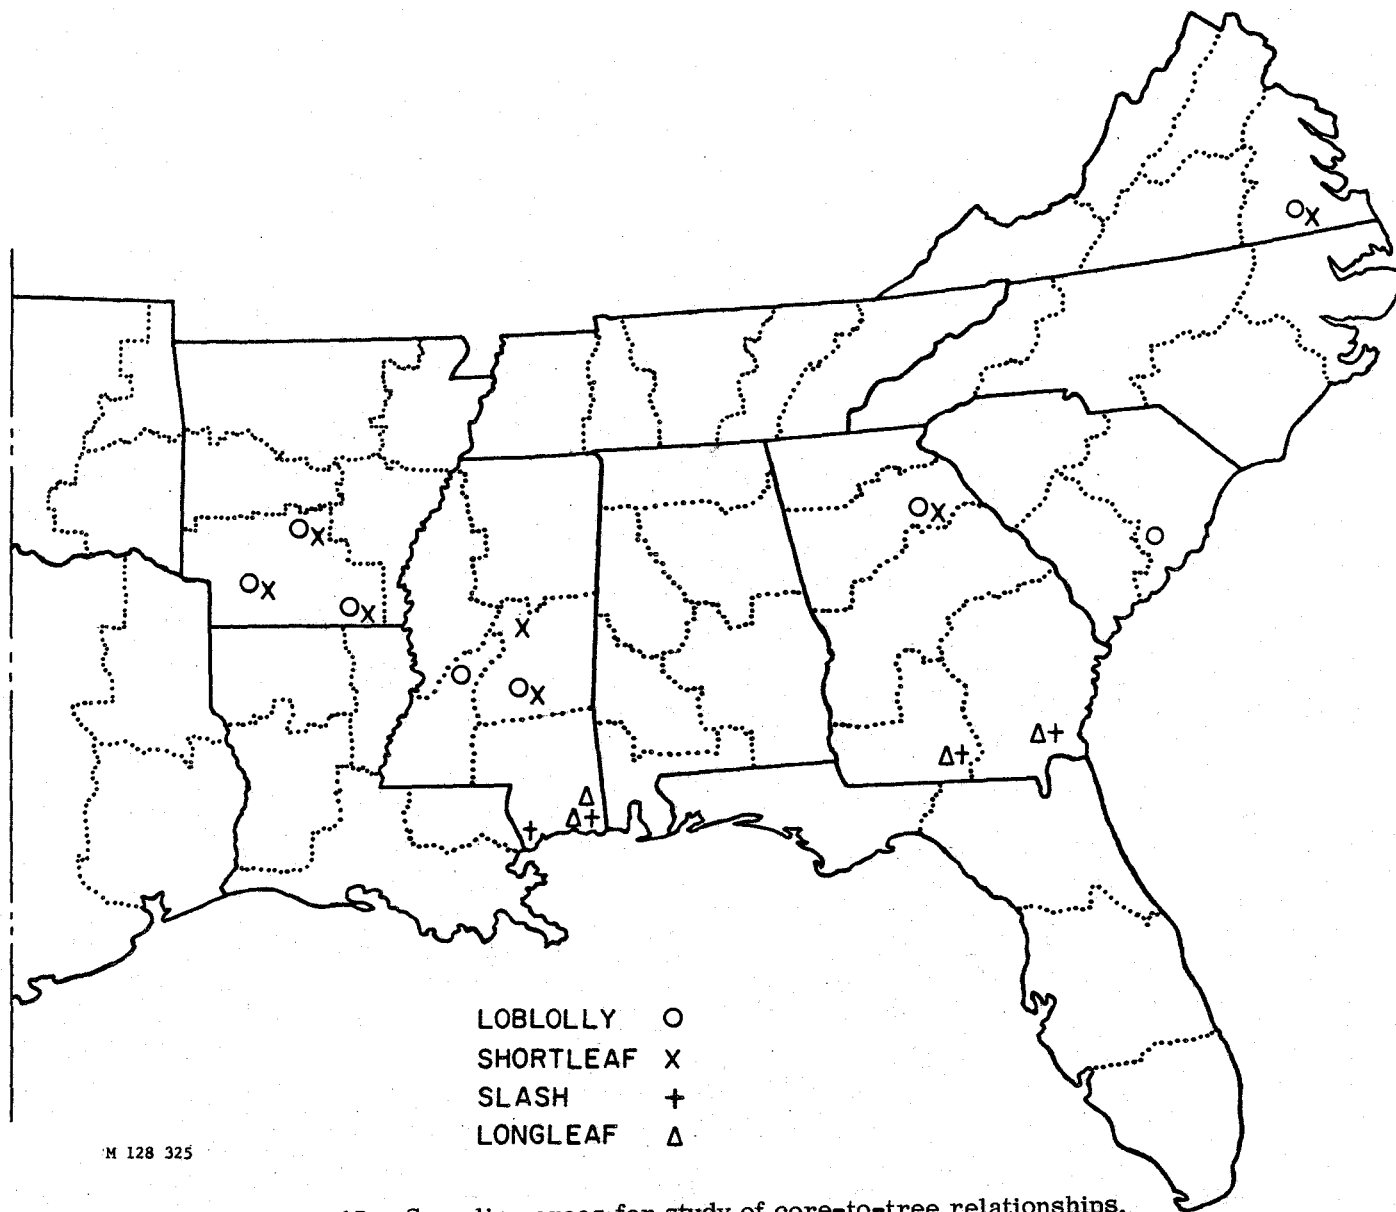 LOBLOLLY O
SHORTLEAF X
SLASH +
LONGLEAF Δ
M 128 325
areas for study of core-to-tree relationships.